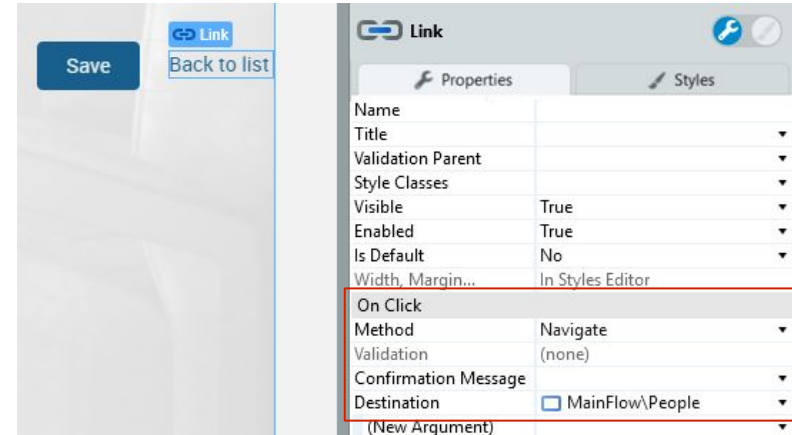 Link
Save
Back to list
Link
Properties
Styles
Name
Title
Validation Parent
Style Classes
Visible True
Enabled True
Is Default No
Width, Margin... In Styles Editor
On Click
Method Navigate
Validation (none)
Confirmation Message
Destination MainFlow\People
(New Argument)